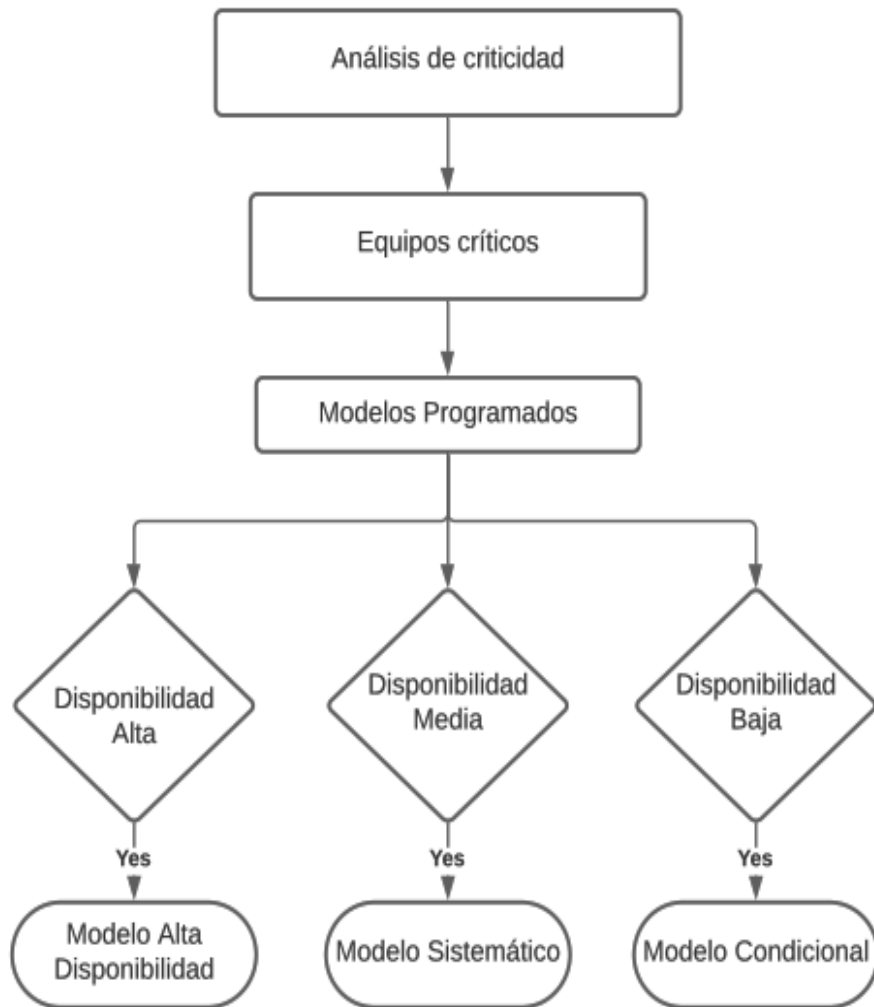 Análisis de criticidad
Equipos críticos
Modelos Programados
Disponibilidad
Alta
Disponibilidad
Media
Disponibilidad
Baja
Yes
Yes
Yes
Modelo Alta
Disponibilidad
Modelo Sistemático
Modelo Condicional